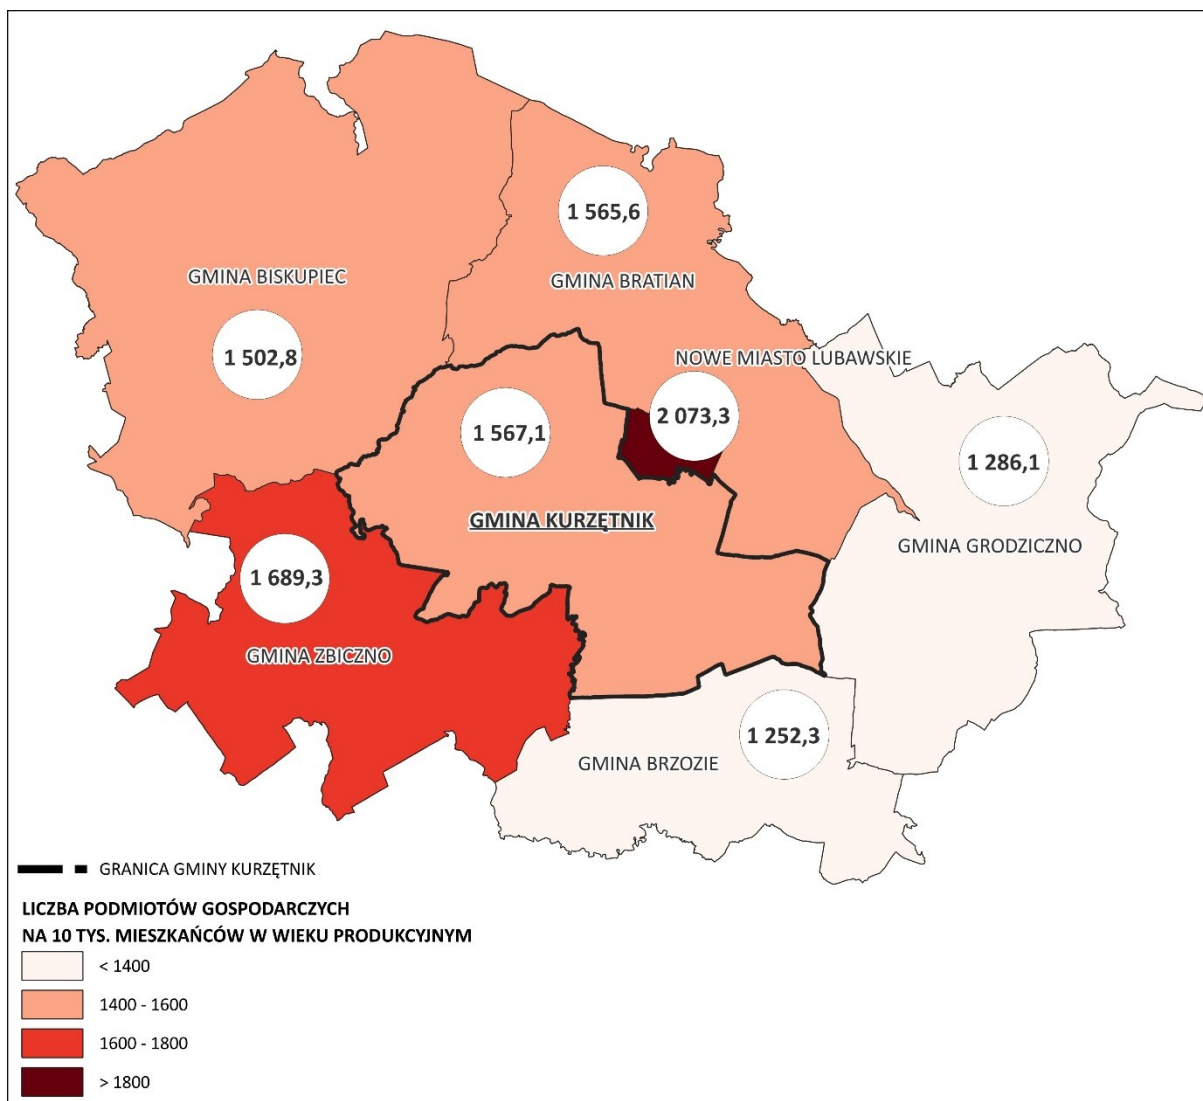 1 565,6
GMINA BISKUPIEC
GMINA BRATIAN
1 502,8
NOWE MIASTO LUBAWSKIE
1 567,1
2 073,3
1 286,1
GMINA KURZĘTNIK
GMINA GRODZICZNO
1 689,3
GMINA ZBICZNO
1 252,3
GMINA BRZOZIE
GRANICA GMINY KURZĘTNIK
LICZBA PODMIOTÓW GOSPODARCZYCH
NA 10 TYS. MIESZKAŃCÓW W WIEKU PRODUKCYJNYM
< 1400
1400 - 1600
1600 - 1800
> 1800